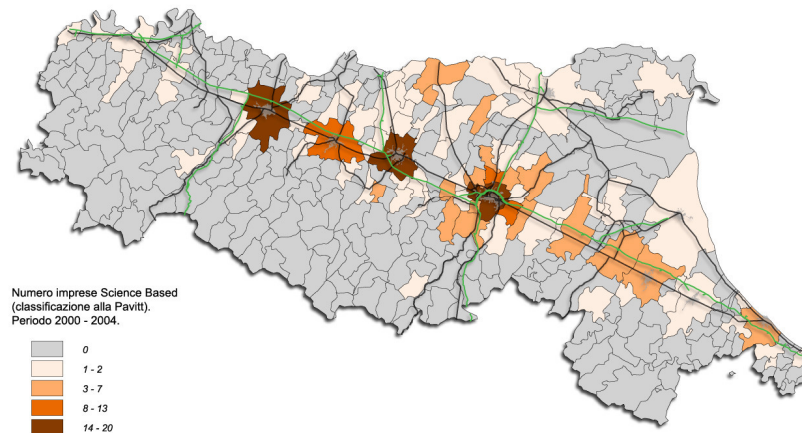 Numero imprese Science Based
(classificazione alla Pavitt).
Periodo 2000 - 2004.
0
1 - 2
3 - 7
8 - 13
14 - 20